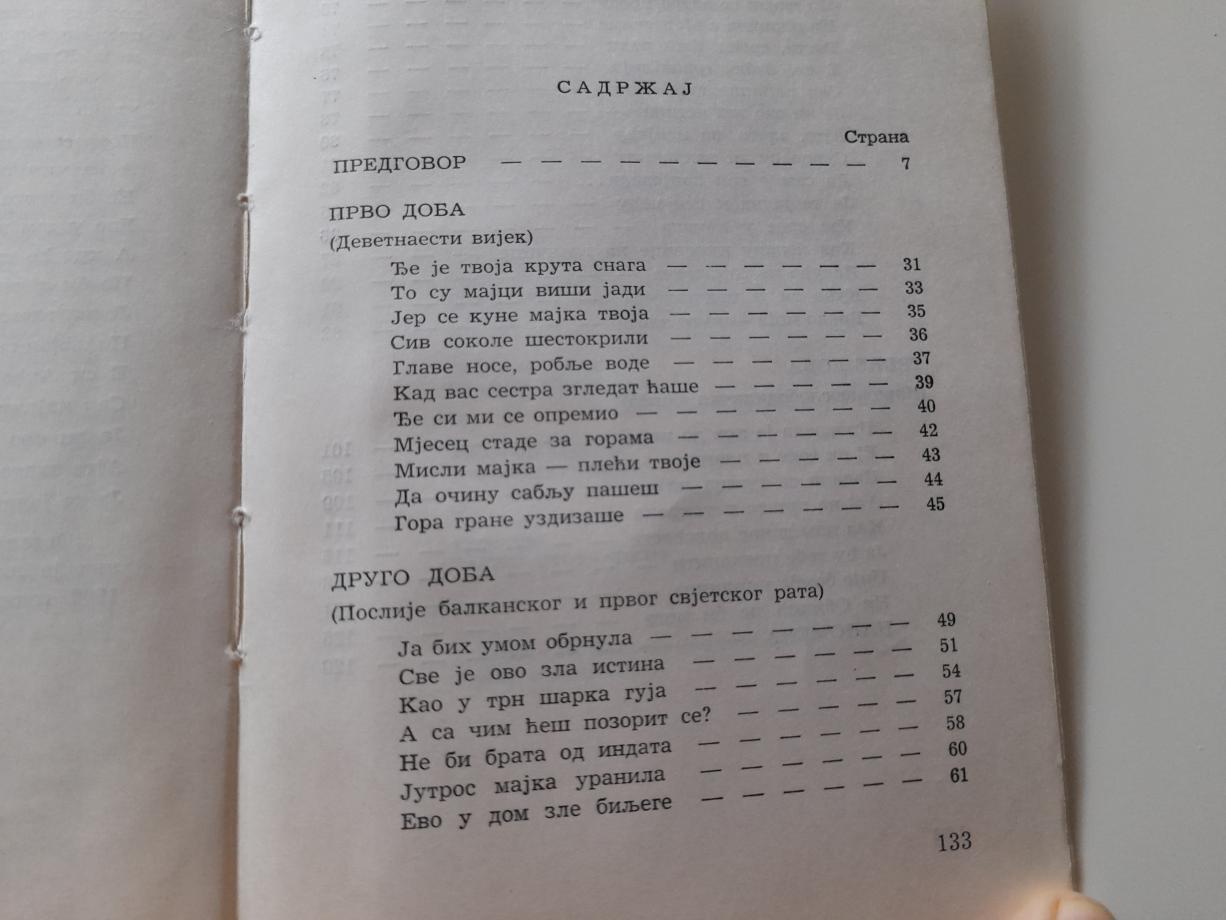 САДРЖАЈ
Страна
ПРЕДГОВОР — — — — — — — — — — 7
ПРВО ДОБА
(Деветнаести вијек)
Ђе је твоја крута снага — — — — — — 31
То су мајци виши јади — — — — — — 33
Јер се куне мајка твоја — — — — — — 35
Сив соколе шестокрили — — — — — — 36
Главе носе, робље воде — — — — — — 37
Кад вас сестра згледат ћаше — — — — — 39
Ђе си ми се опремио — — — — — — — 40
Мјесец стаде за горама — — — — — — 42
Мисли мајка — плећи твоје — — — — — 43
Да очину сабљу пашеш — — — — — — 44
Гора гране уздизаше — — — — — — — 45
ДРУГО ДОБА
(Послије балканског и првог свјетског рата)
Ја бих умом обрнула — — — — — — — 49
Све је ово зла истина — — — — — — 51
Као у трн шарка гуја — — — — — — 54
А са чим ћеш позорит се? — — — — — 57
Не би брата од индата — — — — — — 58
Јутрос мајка уранила — — — — — — 60
Ево у дом зле биљеге — — — — — — 61
133